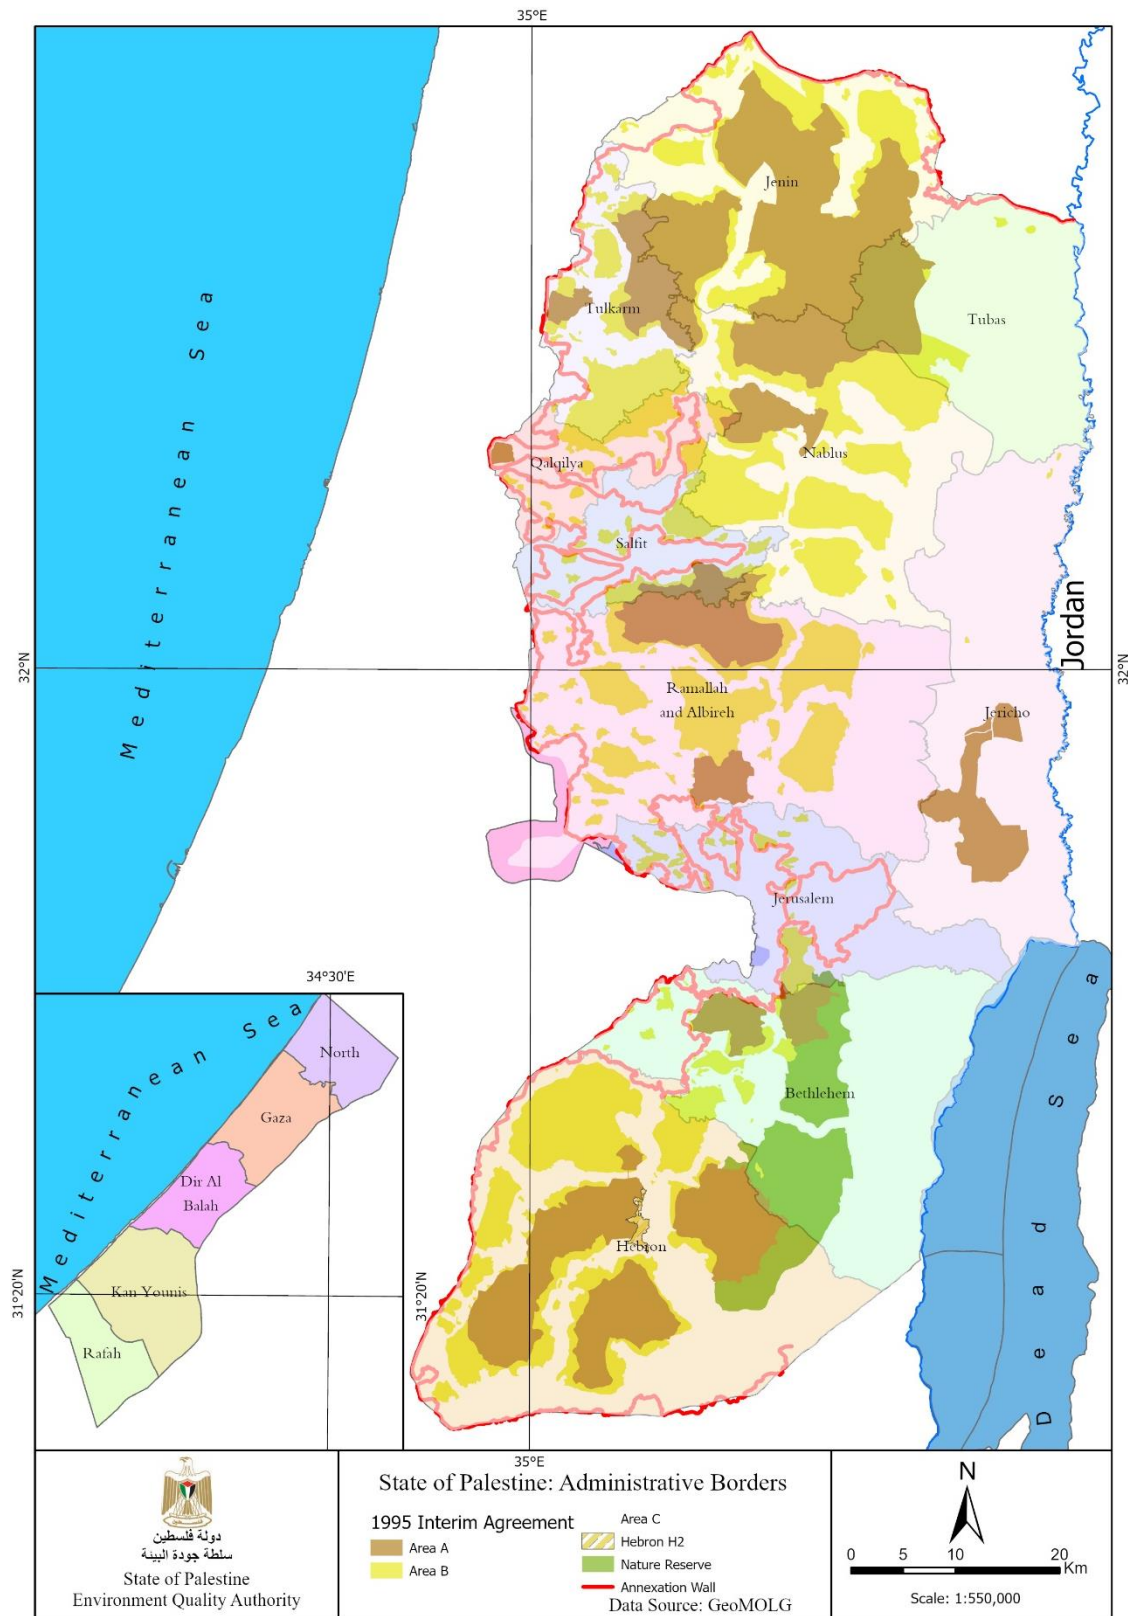 35°E
Jenin
Mediterranean Sea
Tulkarm
Tubas
Qalqilya
Nablus
Salfit
Jordan
32°N
32°N
Ramallah
and Albireh
Jericho
Jerusalem
34°30'E
Mediterranean Sea
North
Gaza
Dir Al
Balah
Kan Younis
Rafah
31°20'N
31°20'N
Bethlehem
Hebron
Dead Sea
35°E
دولة فلسطين
سلطة جودة البيئة
State of Palestine
Environment Quality Authority
State of Palestine: Administrative Borders
1995 Interim Agreement
Area A
Area B
Area C
Hebron H2
Nature Reserve
Annexation Wall
Data Source: GeoMOLG
N
0 5 10 20
Km
Scale: 1:550,000